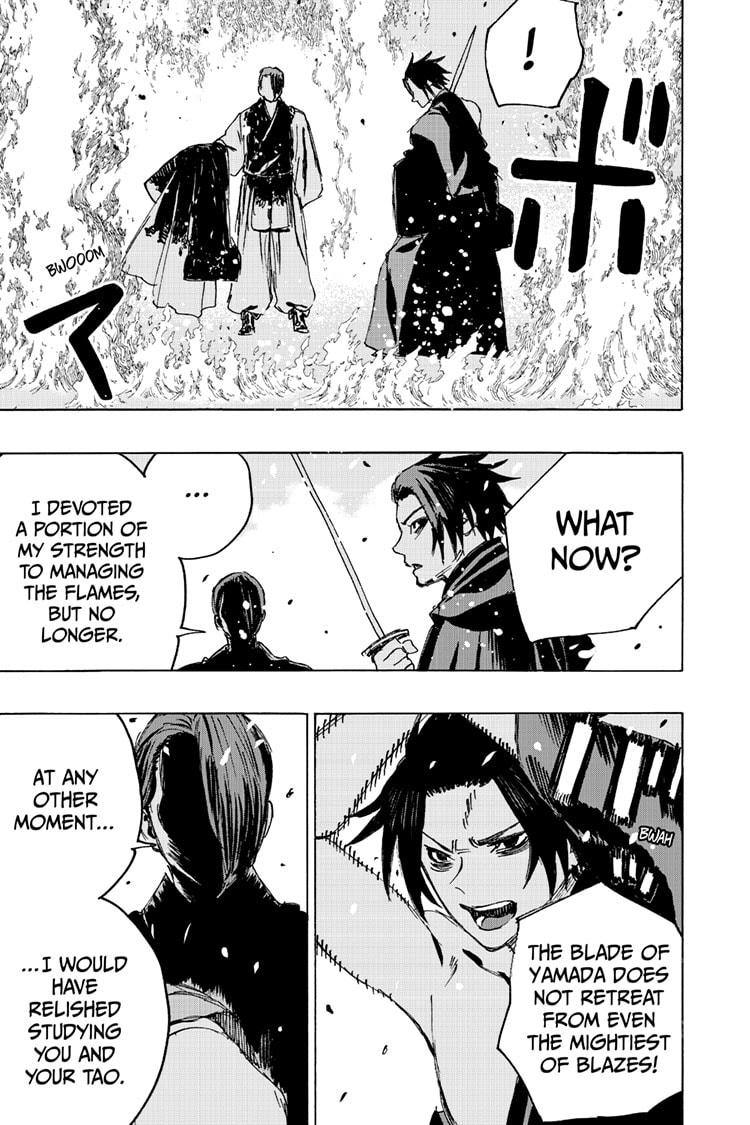 !
ボ
ア
BWOOOM
WHAT
NOW?
...
I DEVOTED
A PORTION OF
MY STRENGTH
TO MANAGING
THE FLAMES,
BUT NO
LONGER.
BWAH
THE BLADE OF
YAMADA DOES
NOT RETREAT
FROM EVEN
THE MIGHTIEST
OF BLAZES!
AT ANY
OTHER
MOMENT...
...I WOULD
HAVE
RELISHED
STUDYING
YOU AND
YOUR TAO.